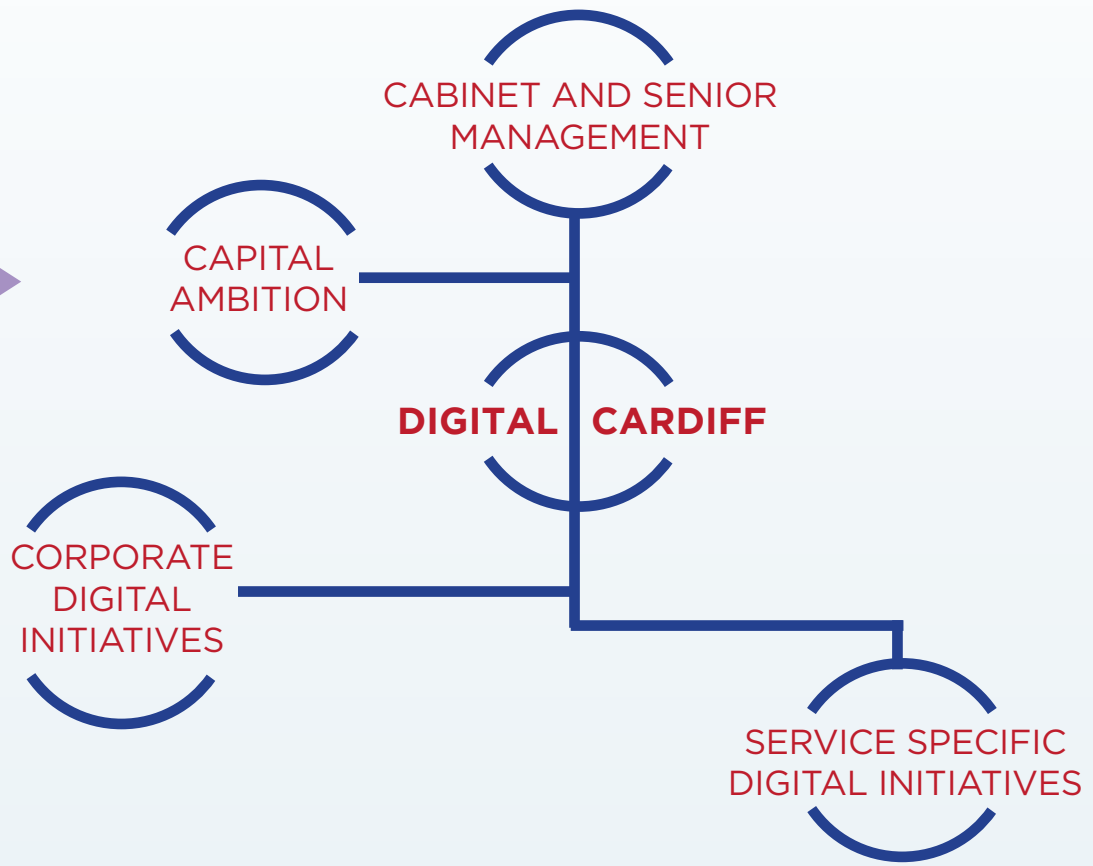 CABINET AND SENIOR
MANAGEMENT
CAPITAL
AMBITION
DIGITAL CARDIFF
CORPORATE
DIGITAL
INITIATIVES
SERVICE SPECIFIC
DIGITAL INITIATIVES